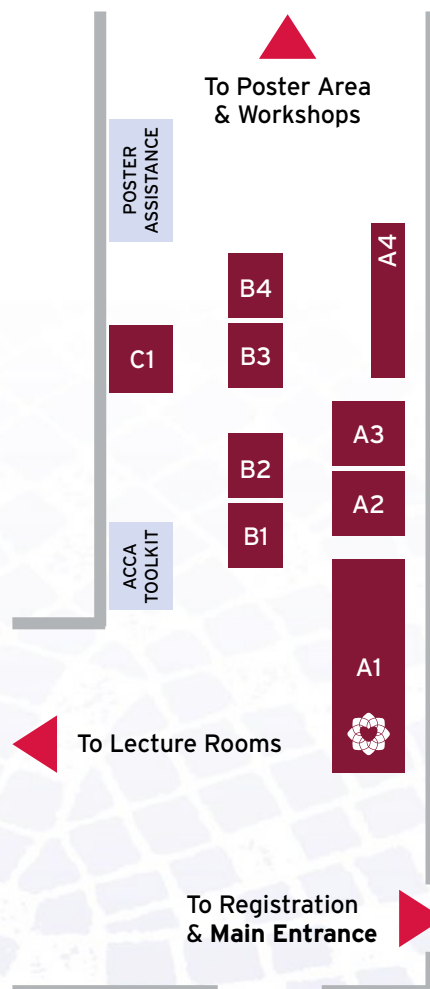 To Poster Area
& Workshops
POSTER
ASSISTANCE
A4
B4
C1
B3
A3
B2
A2
B1
ACCA
TOOLKIT
A1
To Lecture Rooms
To Registration
& Main Entrance